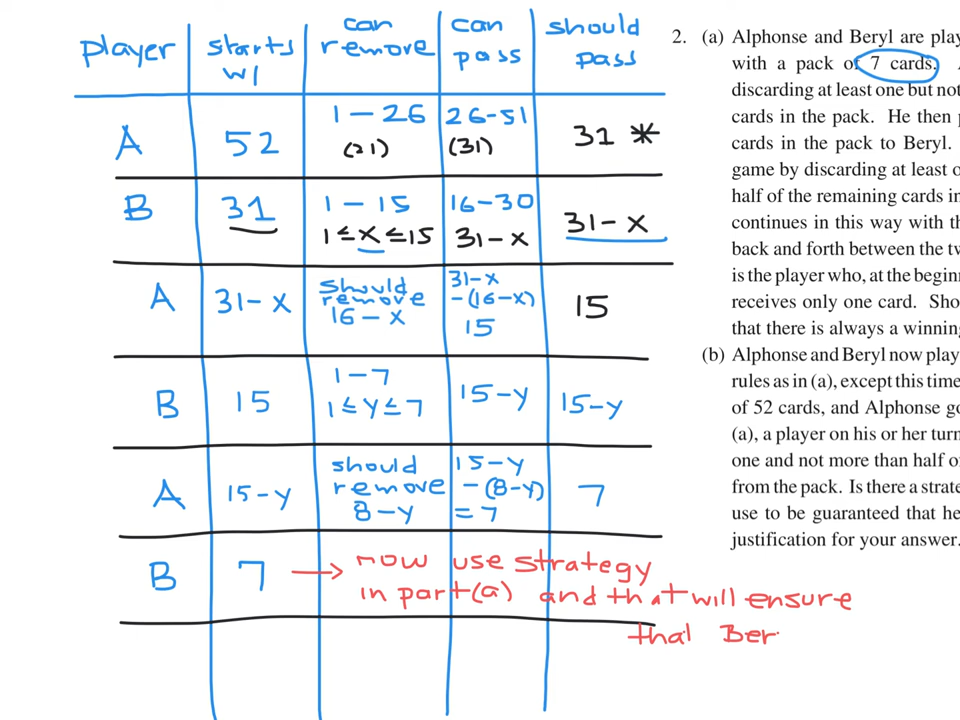 player | starts w/ | can remove | can pass | should pass
A | 52 | 1 – 26 (21) | 26-51 (31) | 31 *
B | 31 | 1 – 15 1 ≤ x ≤ 15 | 16-30 31 - x | 31 - x
A | 31 - x | should remove 16 - x | 31-x -(16-x) 15 | 15
B | 15 | 1 - 7 1 ≤ y ≤ 7 | 15 - y | 15 - y
A | 15 - y | should remove 8 - y | 15 - y - (8-y) = 7 | 7
B | 7 → now use strategy
in part (a) and that will ensure
that Ber
2. (a) Alphonse and Beryl are play
with a pack of 7 cards.
discarding at least one but not
cards in the pack. He then p
cards in the pack to Beryl.
game by discarding at least o
half of the remaining cards in
continues in this way with th
back and forth between the tw
is the player who, at the begin
receives only one card. Sho
that there is always a winning
(b) Alphonse and Beryl now play
rules as in (a), except this time
of 52 cards, and Alphonse go
(a), a player on his or her turn
one and not more than half o
from the pack. Is there a strate
use to be guaranteed that he
justification for your answer.